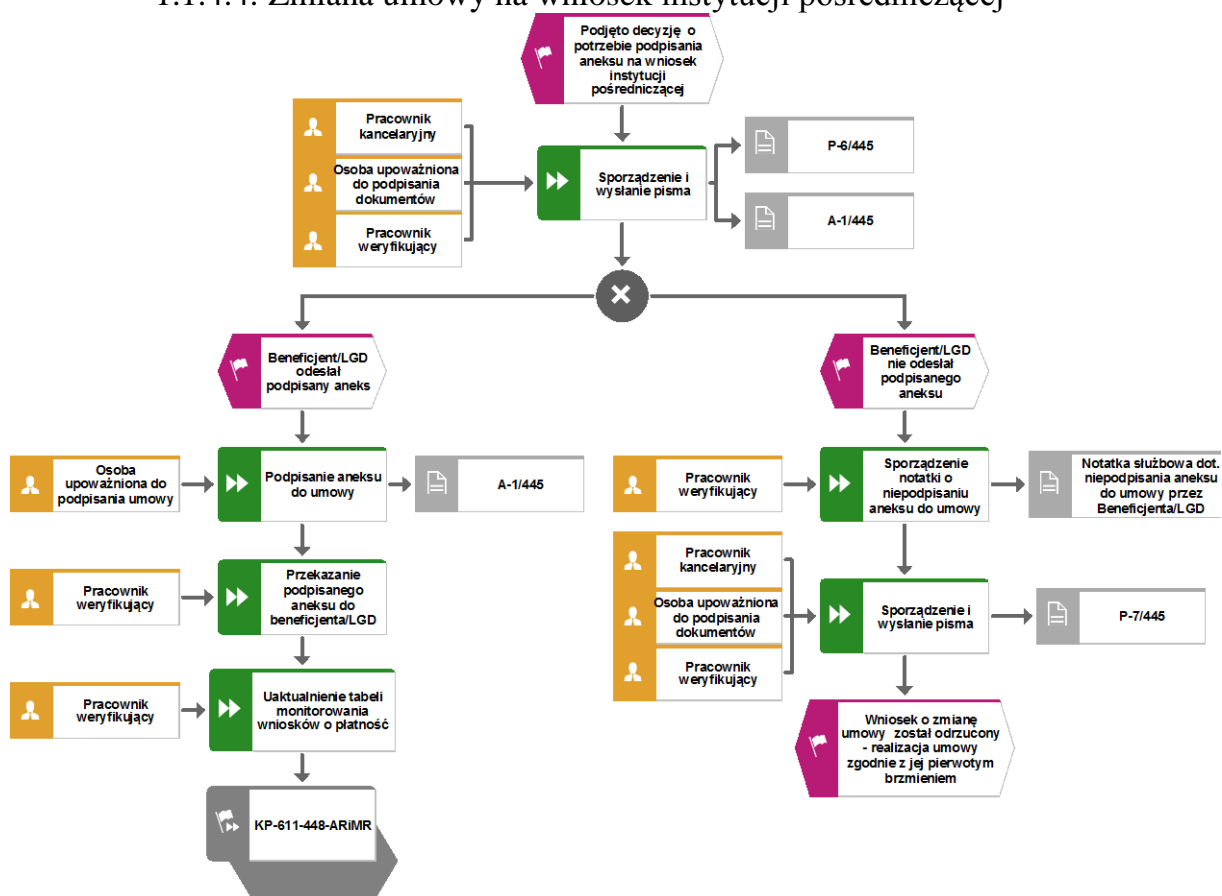 1.1.4.4. Zmiana umowy na wniosek instytucji pośredniczącej
Podjęto decyzję o
potrzebie podpisania
aneksu na wniosek
instytucji
pośredniczącej
Pracownik
kancelaryjny
Osoba upoważniona
do podpisania
dokumentów
Pracownik
weryfikujący
Sporządzenie i
wysłanie pisma
P-6/445
A-1/445
Beneficjent/LGD
odesłał
podpisany aneks
Beneficjent/LGD
nie odesłał
podpisanego
aneksu
Osoba
upoważniona do
podpisania umowy
Podpisanie aneksu
do umowy
A-1/445
Pracownik
weryfikujący
Sporządzenie
notatki o
niepodpisaniu
aneksu do umowy
Notatka służbowa dot.
niepodpisania aneksu
do umowy przez
Beneficjenta/LGD
Pracownik
weryfikujący
Przekazanie
podpisanego
aneksu do
beneficjenta/LGD
Pracownik
kancelaryjny
Osoba upoważniona
do podpisania
dokumentów
Pracownik
weryfikujący
Sporządzenie i
wysłanie pisma
P-7/445
Pracownik
weryfikujący
Uaktualnienie tabeli
monitorowania
wniosków o płatność
Wniosek o zmianę
umowy został odrzucony
- realizacja umowy
zgodnie z jej pierwotym
brzmieniem
KP-611-448-ARiMR